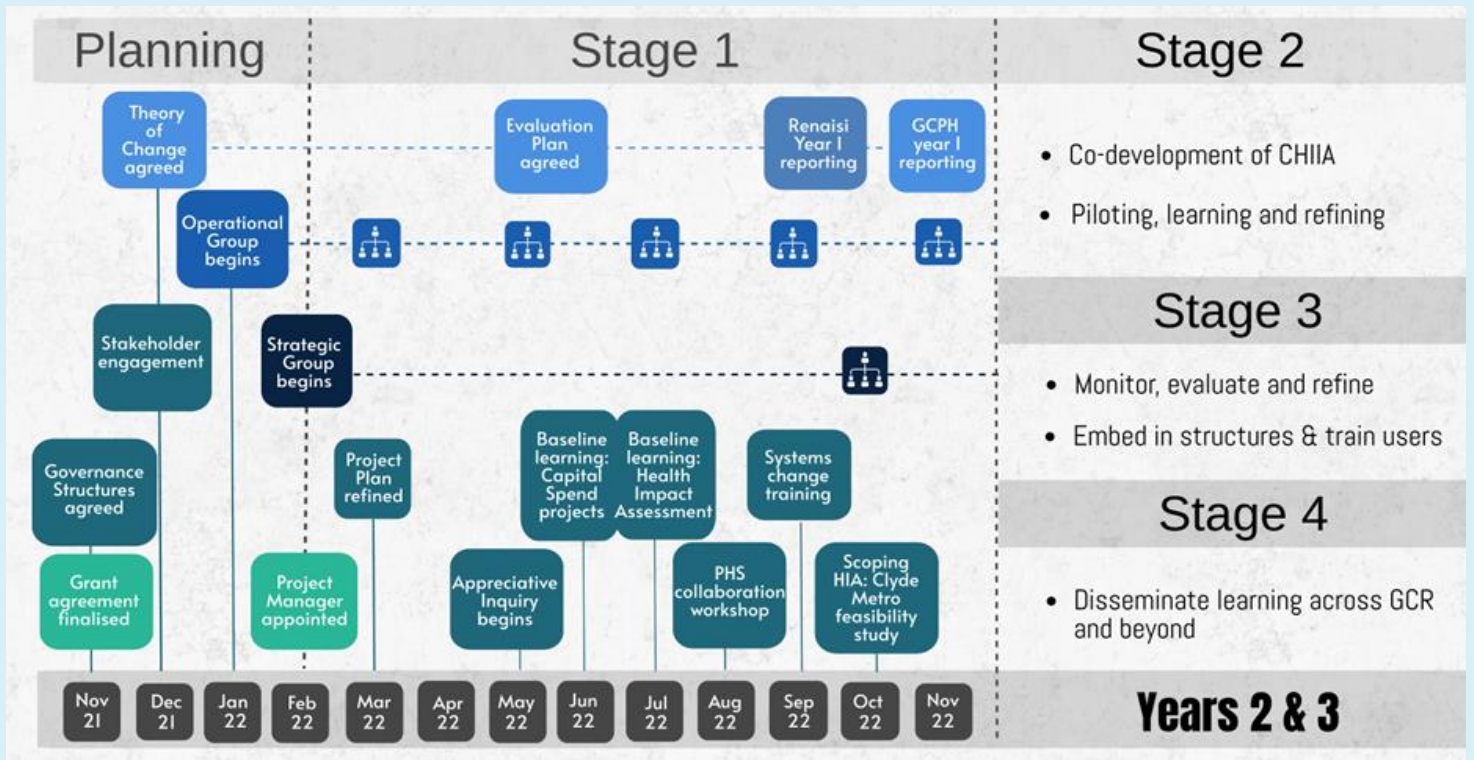 Planning
Stage 1
Stage 2
Theory
of
Change
agreed
Evaluation
Plan
agreed
Renaisi
Year 1
reporting
GCPH
year 1
reporting
• Co-development of CHIIA
• Piloting, learning and refining
Operational
Group
begins
Stage 3
Stakeholder
engagement
Strategic
Group
begins
• Monitor, evaluate and refine
• Embed in structures & train users
Governance
Structures
agreed
Project
Plan
refined
Baseline
learning:
Capital
Spend
projects
Baseline
learning:
Health
Impact
Assessment
Systems
change
training
Stage 4
Grant
agreement
finalised
Project
Manager
appointed
Appreciative
Inquiry
begins
PHS
collaboration
workshop
Scoping
HIA: Clyde
Metro
feasibility
study
• Disseminate learning across GCR
and beyond
Nov
21
Dec
21
Jan
22
Feb
22
Mar
22
Apr
22
May
22
Jun
22
Jul
22
Aug
22
Sep
22
Oct
22
Nov
22
Years 2 & 3